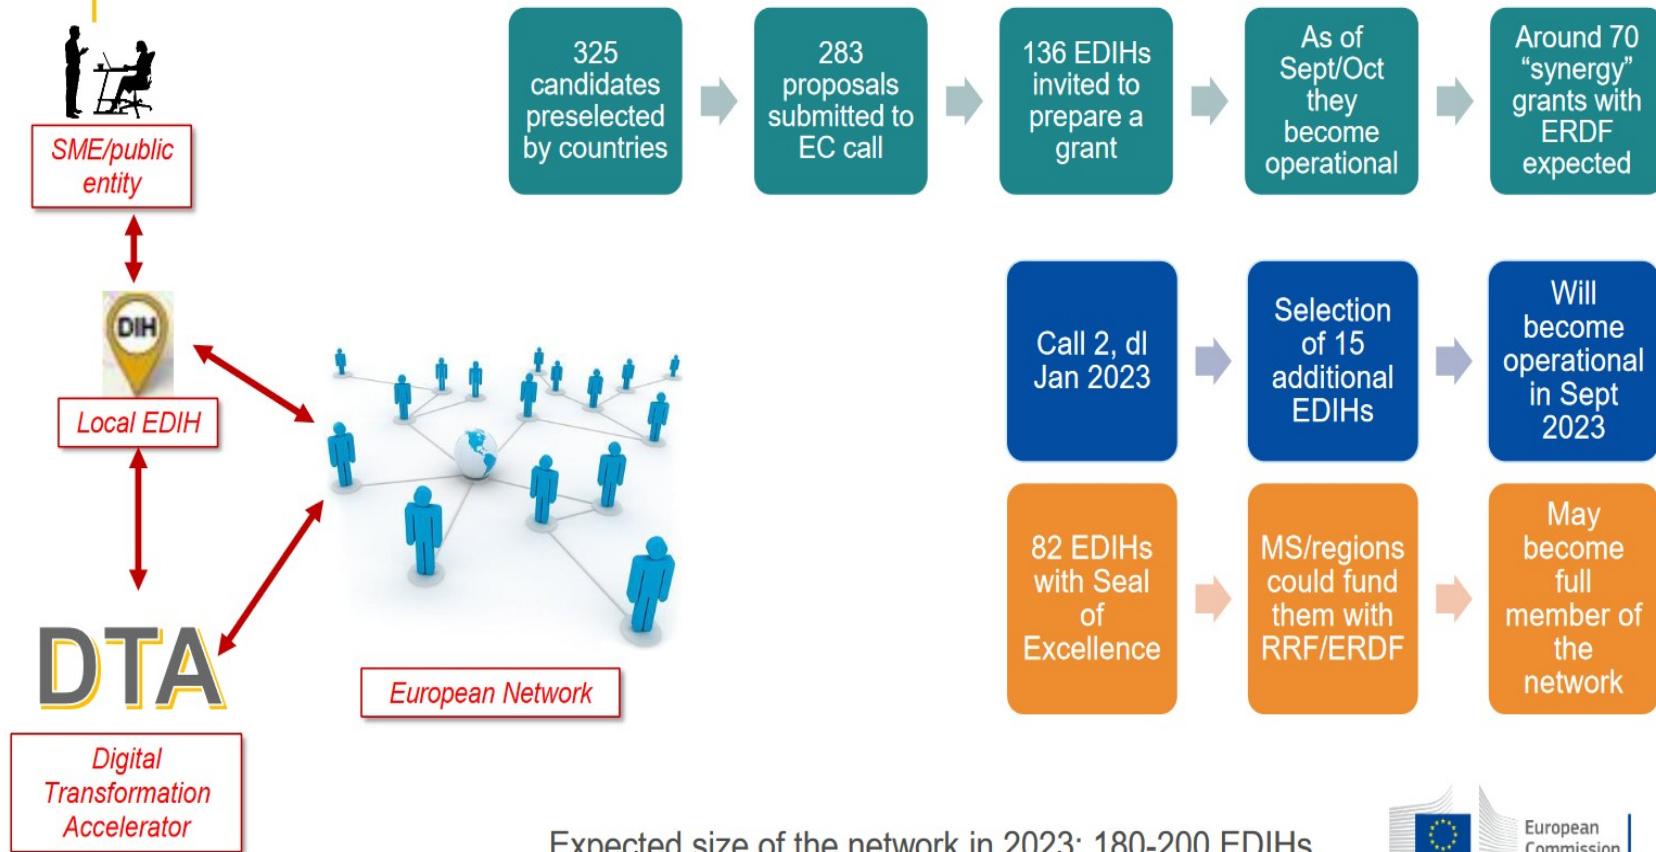 325
candidates
preselected
by countries
283
proposals
submitted to
EC call
136 EDIHs
invited to
prepare a
grant
As of
Sept/Oct
they
become
operational
Around 70
“synergy”
grants with
ERDF
expected
SME/public
entity
DIH
Local EDIH
DTA
Digital
Transformation
Accelerator
European Network
Call 2, dl
Jan 2023
Selection
of 15
additional
EDIHs
Will
become
operational
in Sept
2023
82 EDIHs
with Seal
of
Excellence
MS/regions
could fund
them with
RRF/ERDF
May
become
full
member of
the
network
Expected size of the network in 2023: 180-200 EDIHs
European
Commission